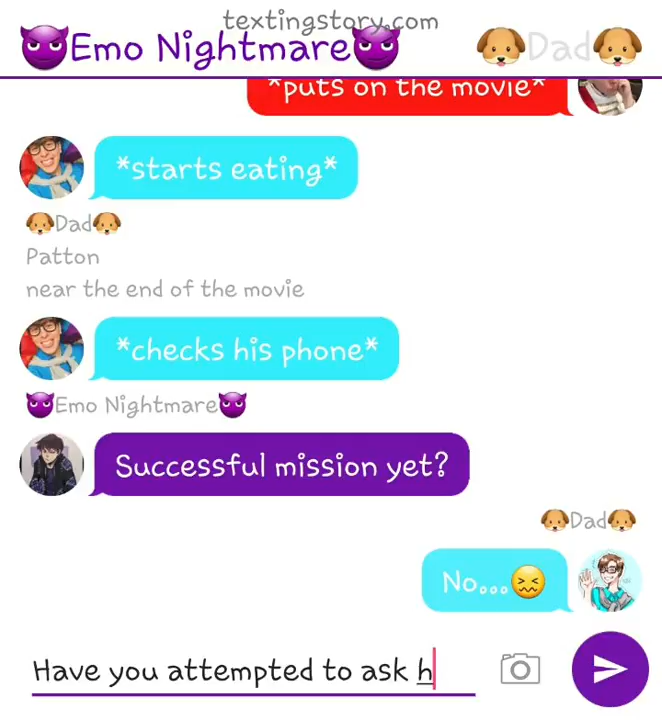 textingstory.com
😈Emo Nightmare😈
🐶Dad🐶
*puts on the movie*
*starts eating*
🐶Dad🐶
Patton
near the end of the movie
*checks his phone*
😈Emo Nightmare😈
Successful mission yet?
🐶Dad🐶
No...😖
Have you attempted to ask h